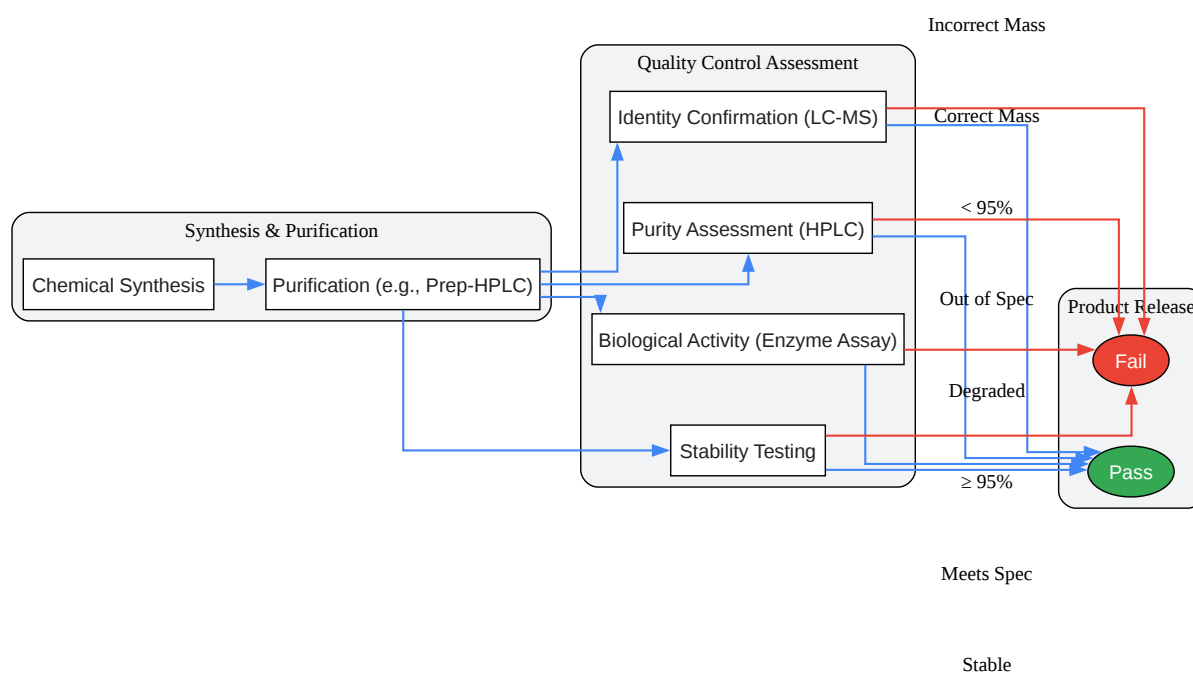 Incorrect Mass
Quality Control Assessment
Identity Confirmation (LC-MS)
Correct Mass
Purity Assessment (HPLC)
< 95%
Synthesis & Purification
Chemical Synthesis
Purification (e.g., Prep-HPLC)
Out of Spec
Product Release
Biological Activity (Enzyme Assay)
Fail
Degraded
Stability Testing
Pass
≥ 95%
Meets Spec
Stable